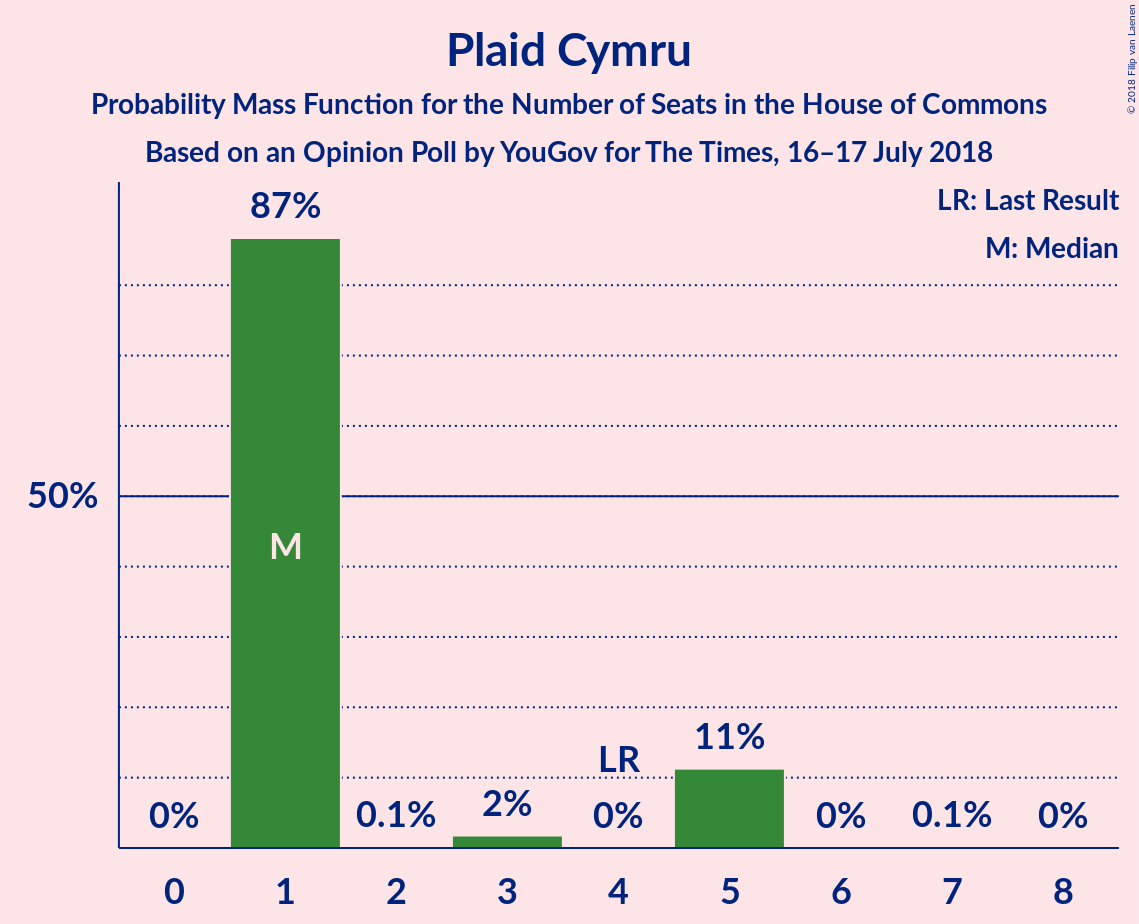 Plaid Cymru
Probability Mass Function for the Number of Seats in the House of Commons
Based on an Opinion Poll by YouGov for The Times, 16–17 July 2018
© 2018 Filip van Laenen
LR: Last Result
M: Median
87%
50%
M
11%
LR
2%
0% 0.1% 0% 0% 0.1% 0%
0 1 2 3 4 5 6 7 8